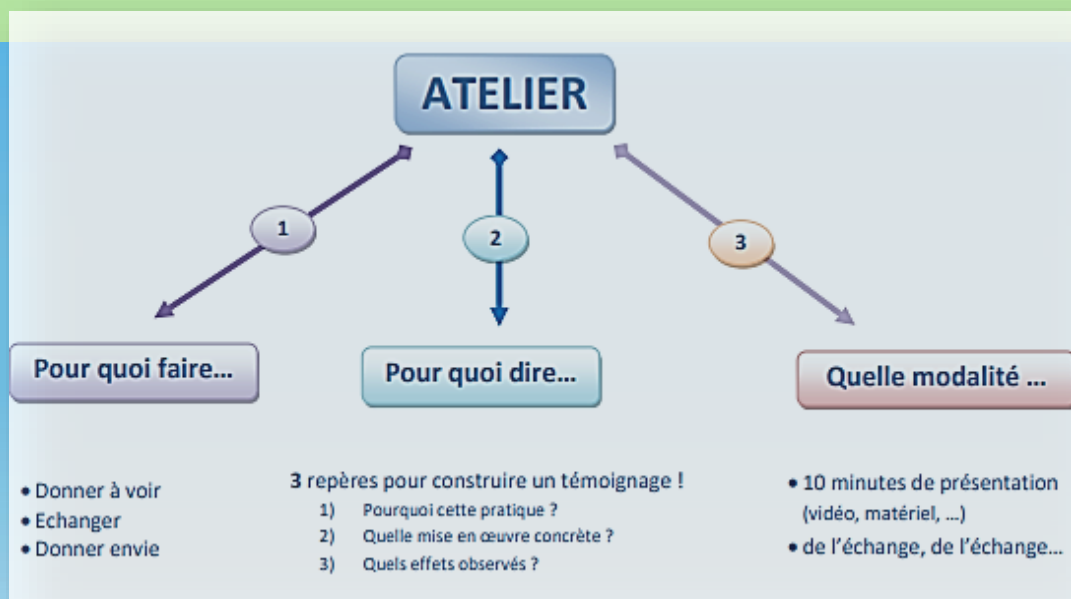 ATELIER
1
2
3
Pour quoi faire...
Pour quoi dire...
Quelle modalité ...
• Donner à voir
• Echanger
• Donner envie
3 repères pour construire un témoignage !
1) Pourquoi cette pratique ?
2) Quelle mise en œuvre concrète ?
3) Quels effets observés ?
• 10 minutes de présentation
(vidéo, matériel, ...)
• de l'échange, de l'échange...